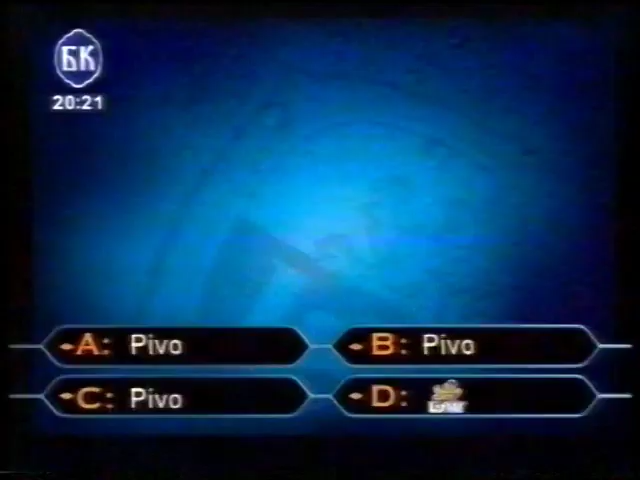 БК
20:21
A: Pivo
B: Pivo
C: Pivo
D: